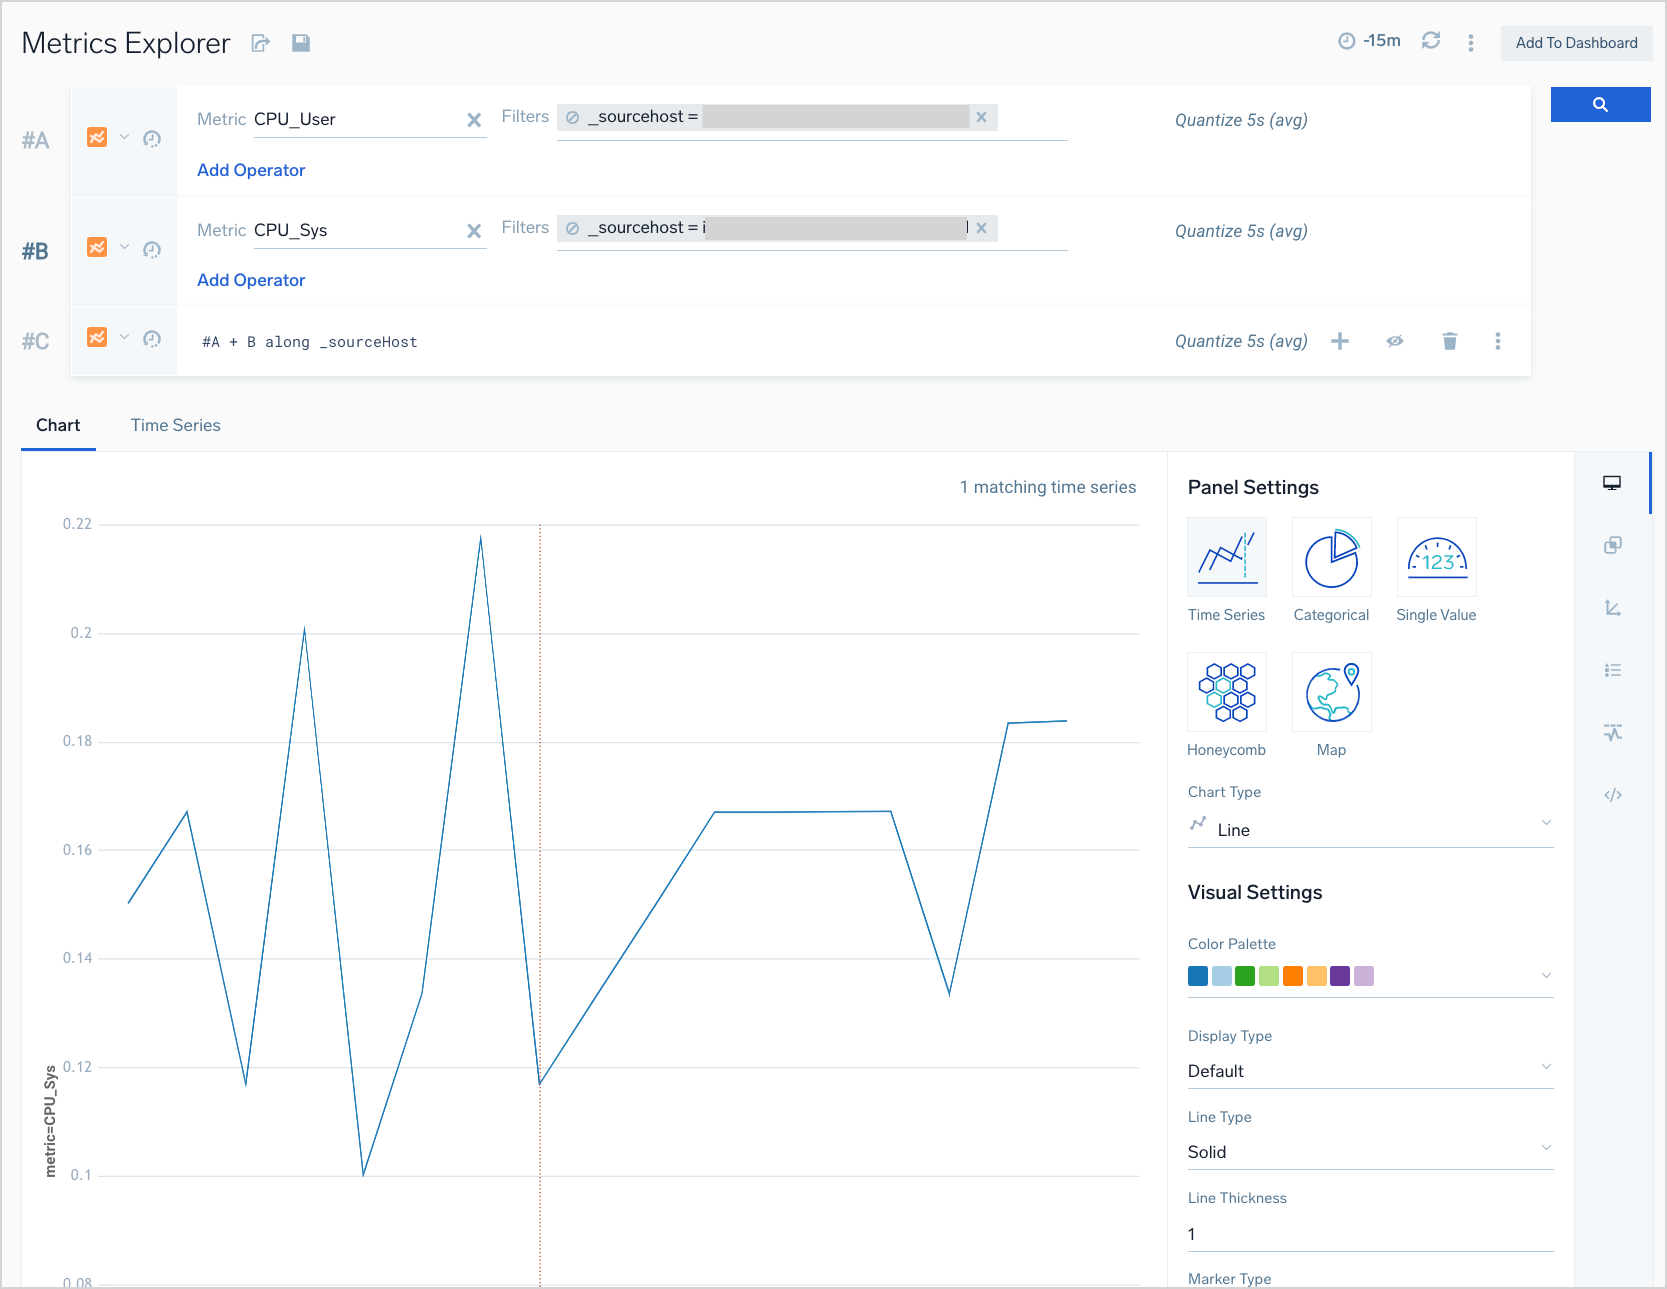 Metrics Explorer
-15m
Add To Dashboard
#A
Metric CPU_User
Filters _sourcehost =
Quantize 5s (avg)
Add Operator
#B
Metric CPU_Sys
Filters _sourcehost = i
Quantize 5s (avg)
Add Operator
#C
#A + B along _sourceHost
Quantize 5s (avg)
Chart
Time Series
1 matching time series
0.22
0.2
0.18
0.16
0.14
0.12
0.1
0.08
metric=CPU_Sys
Panel Settings
123
Time Series
Categorical
Single Value
Honeycomb
Map
Chart Type
Line
Visual Settings
Color Palette
Display Type
Default
Line Type
Solid
Line Thickness
1
Marker Type